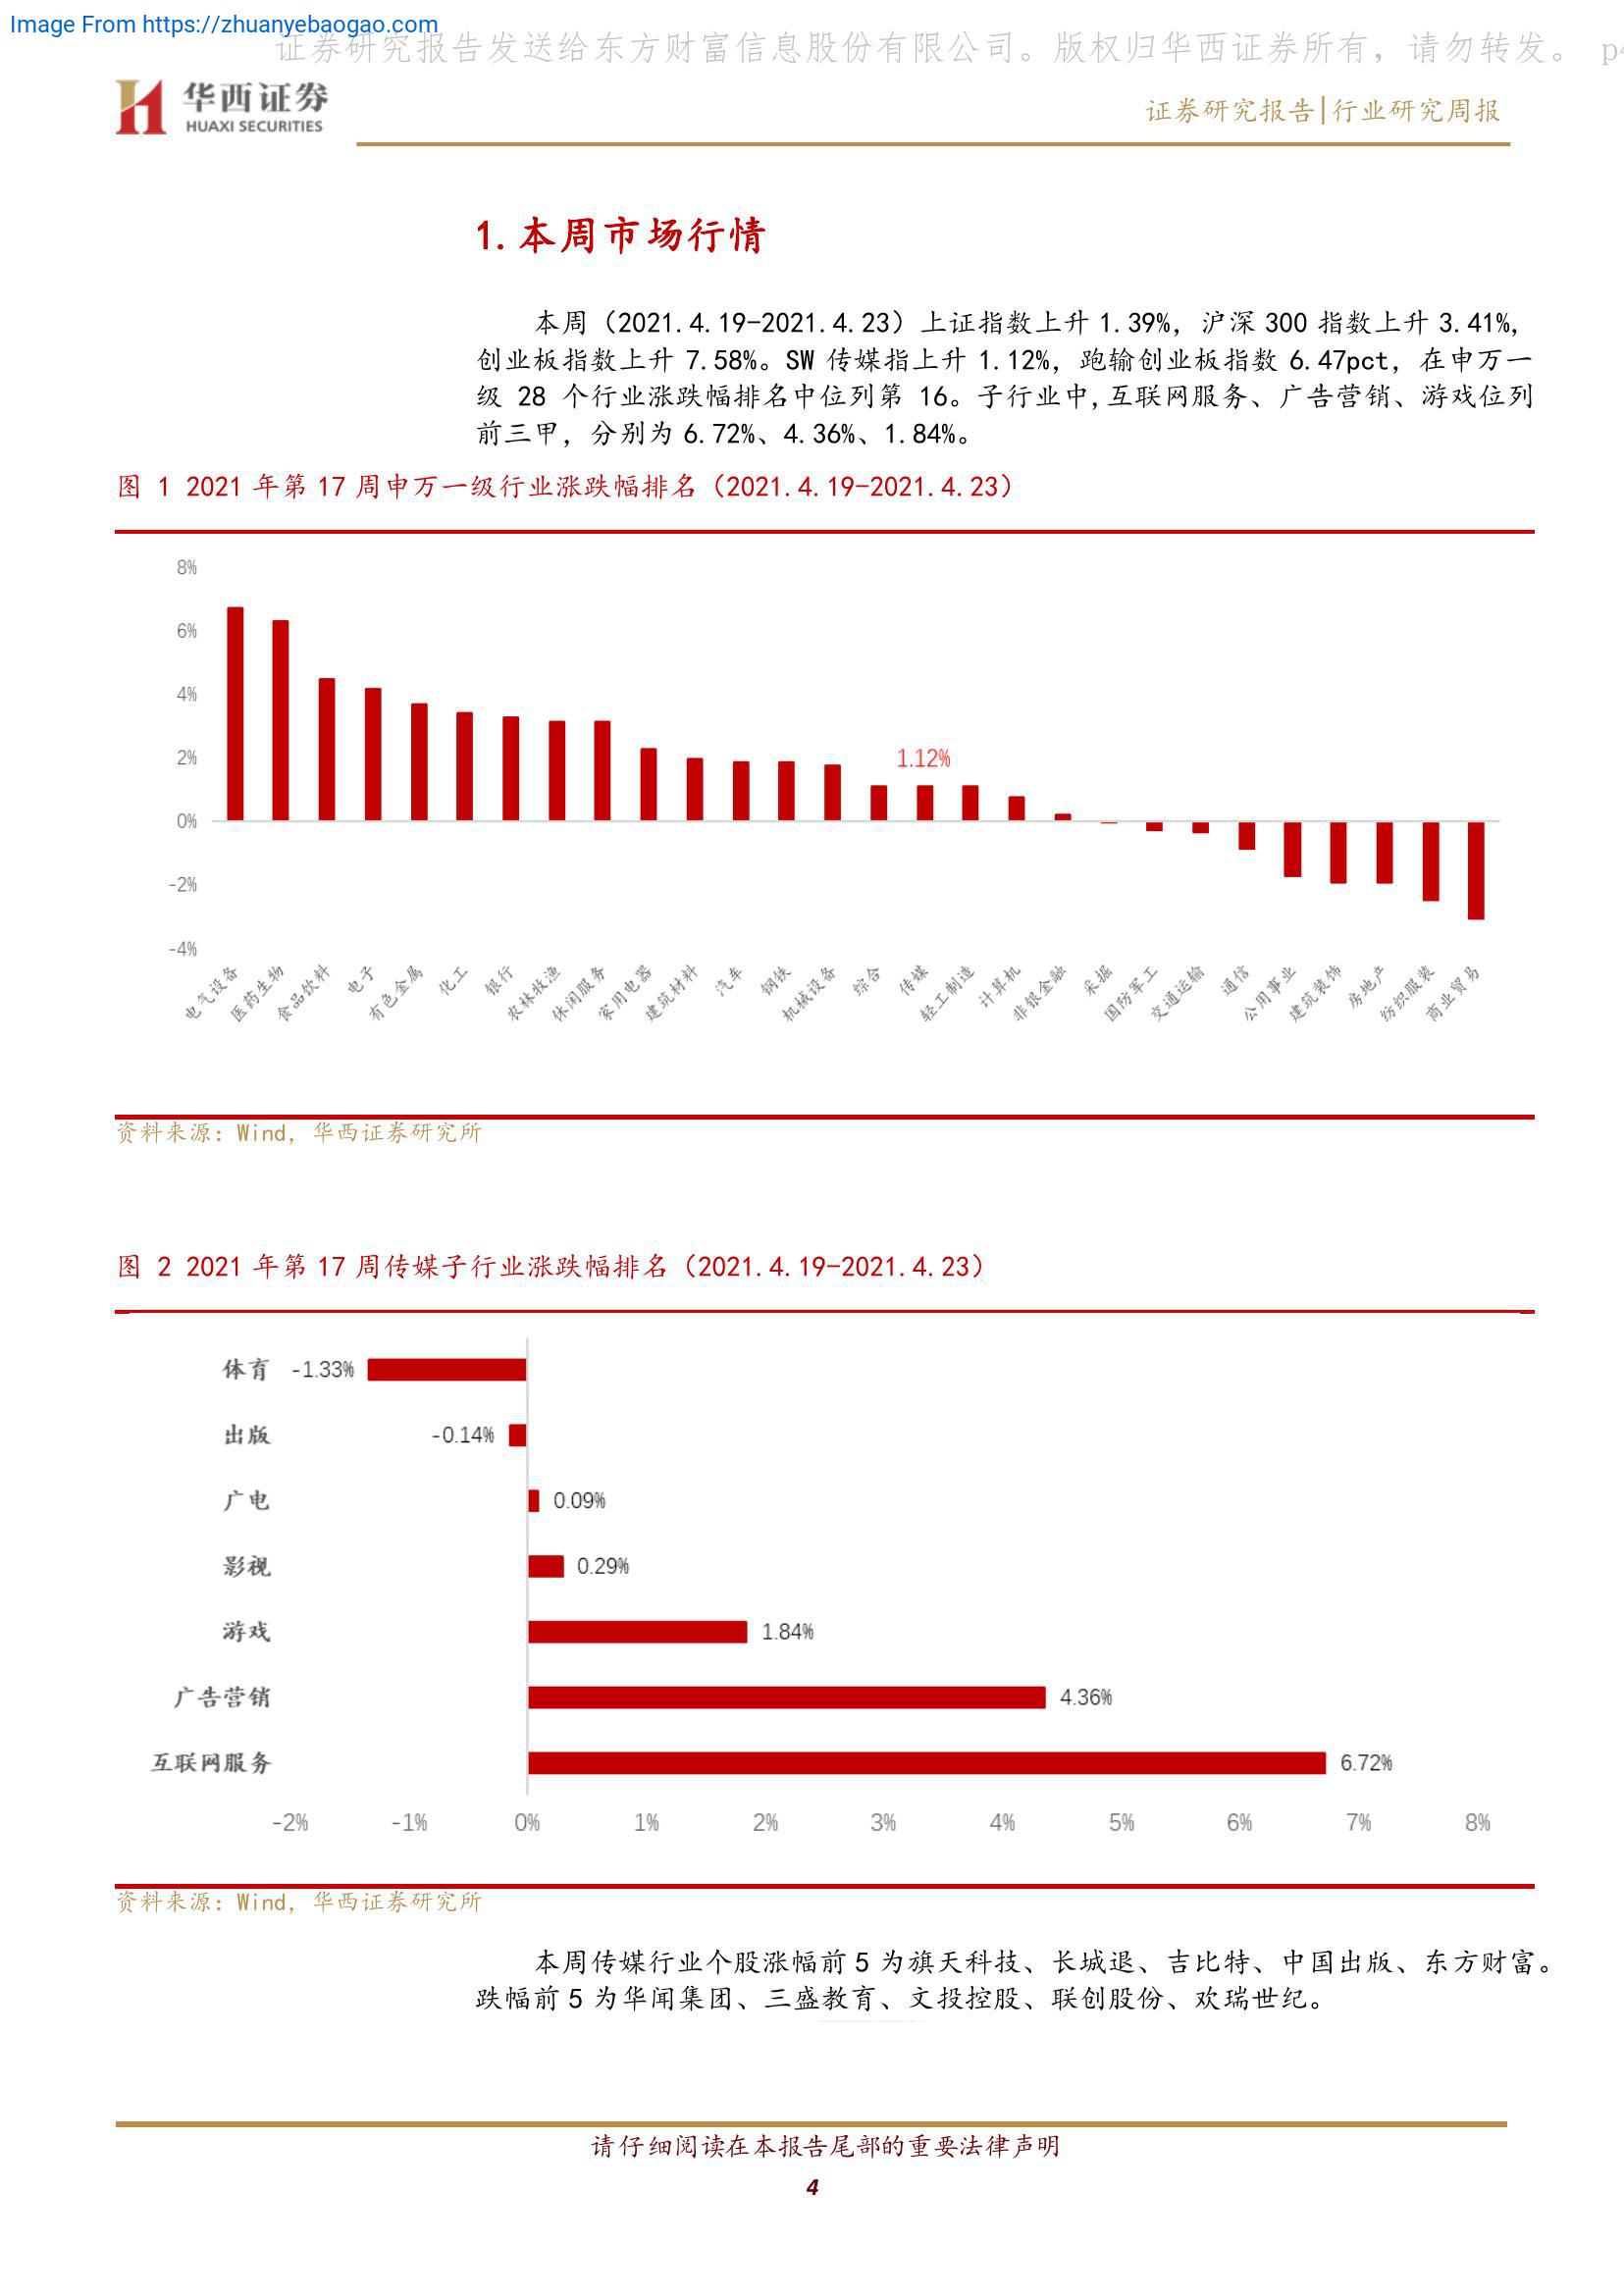 Image From https://zhuanyebaogao.com
证券研究报告发送给东方财富信息股份有限公司。版权归华西证券所有，请勿转发。 p4
华西证券
HUAXI SECURITIES
证券研究报告|行业研究周报
1.本周市场行情
本周（2021.4.19-2021.4.23）上证指数上升 1.39%，沪深 300 指数上升 3.41%，
创业板指数上升 7.58%。SW 传媒指上升 1.12%，跑输创业板指数 6.47pct，在申万一
级 28 个行业涨跌幅排名中位列第 16。子行业中,互联网服务、广告营销、游戏位列
前三甲，分别为 6.72%、4.36%、1.84%。
图 1 2021 年第 17 周申万一级行业涨跌幅排名（2021.4.19-2021.4.23）
8%
6%
4%
2%
0%
-2%
-4%
1.12%
电气设备 医药生物 食品饮料 电子 有色金属 化工 银行 农林牧渔 休闲服务 家用电器 建筑材料 汽车 钢铁 机械设备 综合 传媒 轻工制造 计算机 非银金融 采掘 国防军工 交通运输 通信 公用事业 建筑装饰 房地产 纺织服装 商业贸易
资料来源：Wind，华西证券研究所
图 2 2021 年第 17 周传媒子行业涨跌幅排名（2021.4.19-2021.4.23）
体育 -1.33%
出版 -0.14%
广电 0.09%
影视 0.29%
游戏 1.84%
广告营销 4.36%
互联网服务 6.72%
-2% -1% 0% 1% 2% 3% 4% 5% 6% 7% 8%
资料来源：Wind，华西证券研究所
本周传媒行业个股涨幅前 5 为旗天科技、长城退、吉比特、中国出版、东方财富。
跌幅前 5 为华闻集团、三盛教育、文投控股、联创股份、欢瑞世纪。
请仔细阅读在本报告尾部的重要法律声明
4